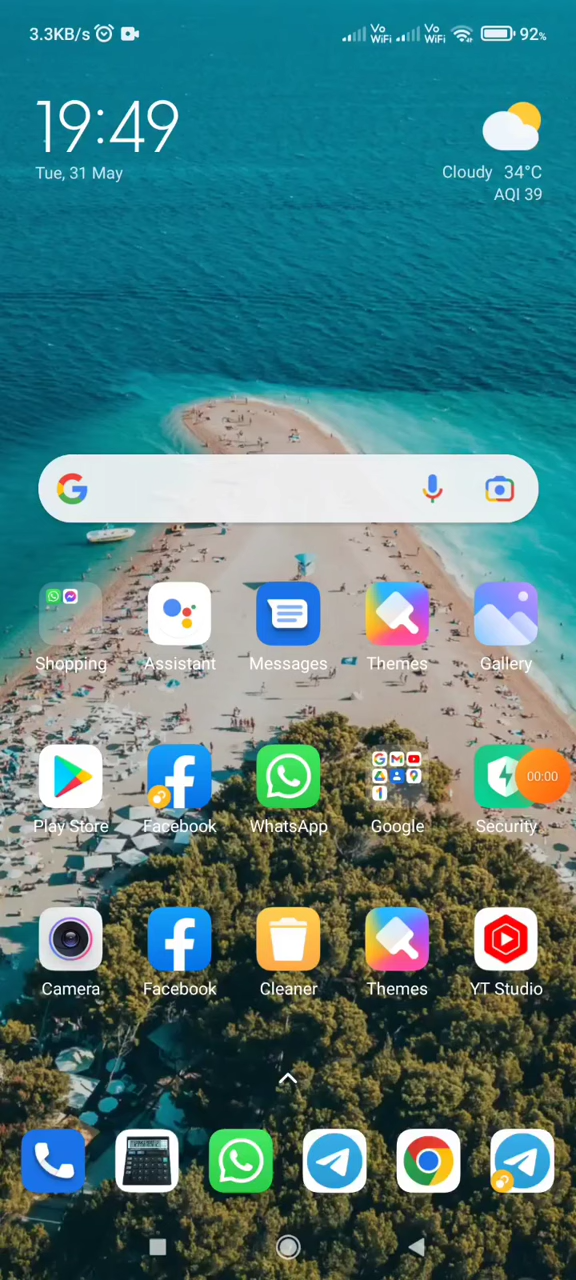 3.3KB/s Vo WiFi Vo WiFi 92%
19:49
Tue, 31 May
Cloudy 34°C
AQI 39
Shopping Assistant Messages Themes Gallery
00:00
Play Store Facebook WhatsApp Google Security
Camera Facebook Cleaner Themes YT Studio